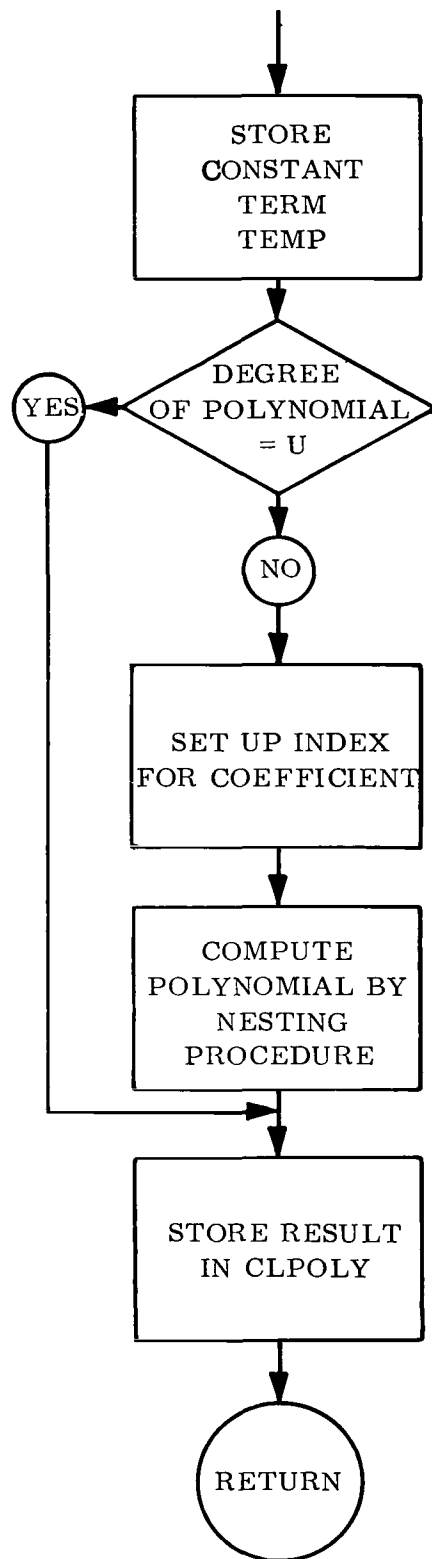 STORE
CONSTANT
TERM
TEMP
DEGREE
OF POLYNOMIAL
= U
YES
NO
SET UP INDEX
FOR COEFFICIENT
COMPUTE
POLYNOMIAL BY
NESTING
PROCEDURE
STORE RESULT
IN CLPOLY
RETURN